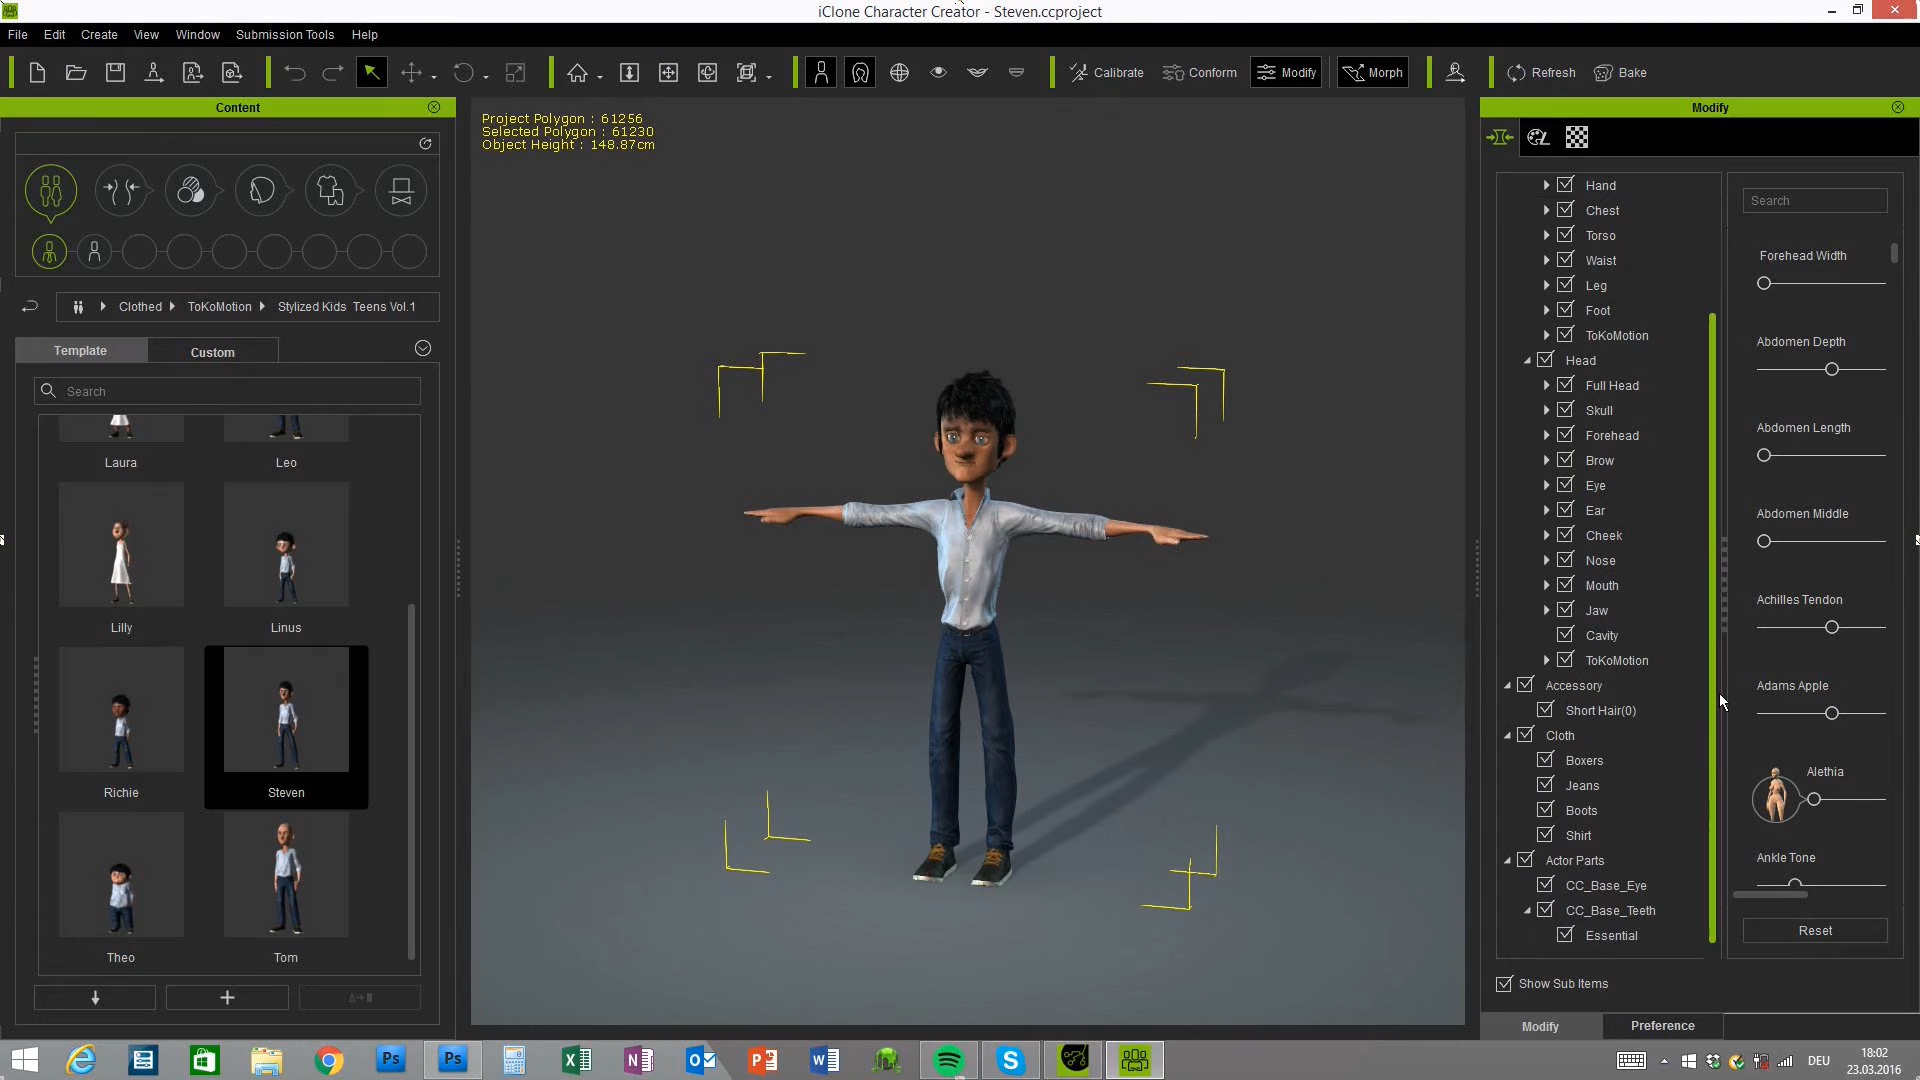 iClone Character Creator - Steven.ccproject
File Edit Create View Window Submission Tools Help
Calibrate Conform Modify Morph Refresh Bake
Content
Clothed ToKoMotion Stylized Kids Teens Vol.1
Template Custom
Search
Laura Leo
Lilly Linus
Richie Steven
Theo Tom
Project Polygon : 61256
Selected Polygon : 61230
Object Height : 148.87cm
Modify
Hand
Chest
Torso
Waist
Leg
Foot
ToKoMotion
Head
Full Head
Skull
Forehead
Brow
Eye
Ear
Cheek
Nose
Mouth
Jaw
Cavity
ToKoMotion
Accessory
Short Hair(0)
Cloth
Boxers
Jeans
Boots
Shirt
Actor Parts
CC_Base_Eye
CC_Base_Teeth
Essential
Show Sub Items
Search
Forehead Width
Abdomen Depth
Abdomen Length
Abdomen Middle
Achilles Tendon
Adams Apple
Alethia
Ankle Tone
Reset
Modify Preference
Ps Ps
DEU
18:02
23.03.2016